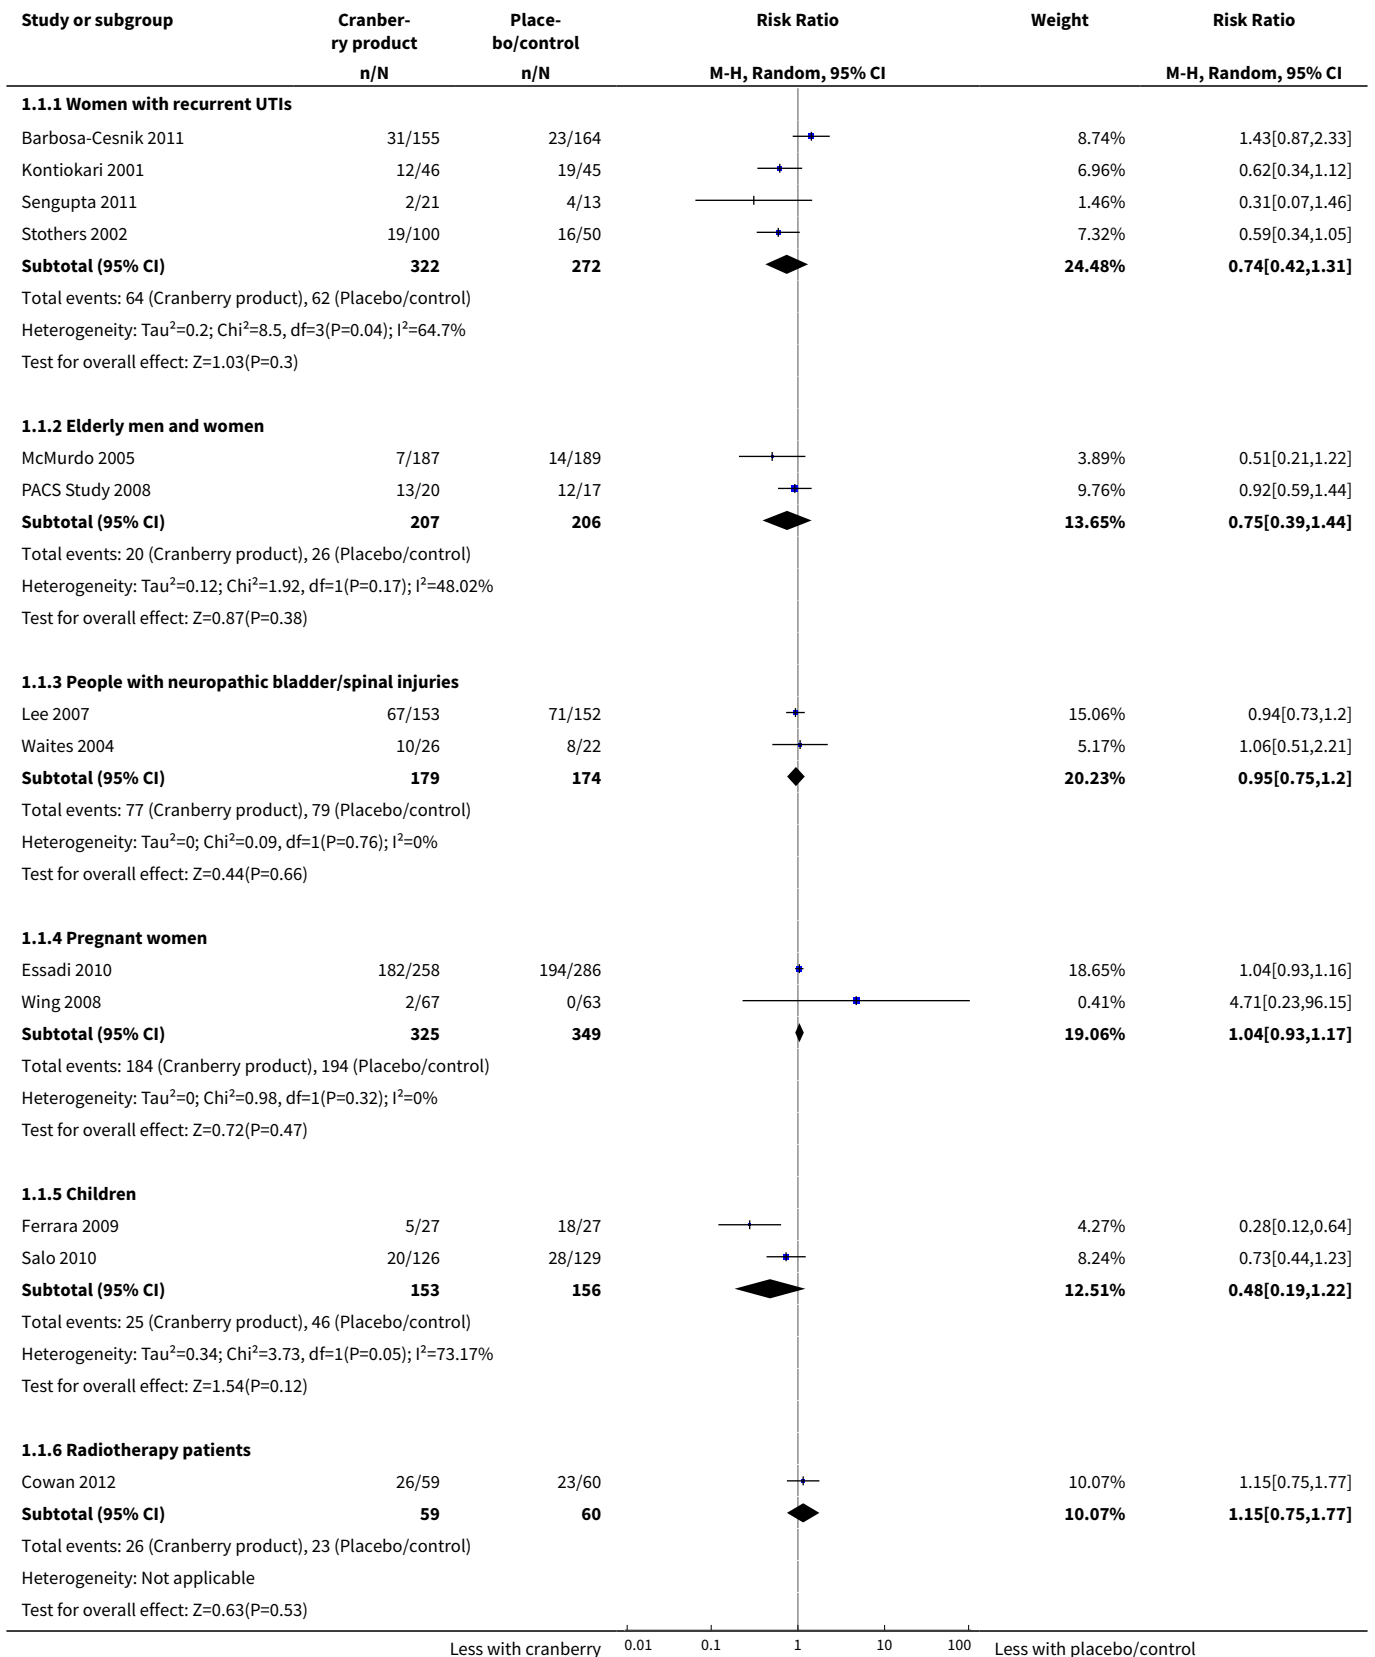 Study or subgroup Cranber- Place- Risk Ratio Weight Risk Ratio
ry product bo/control
n/N n/N M-H, Random, 95% CI M-H, Random, 95% CI
1.1.1 Women with recurrent UTIs
Barbosa-Cesnik 2011 31/155 23/164 8.74% 1.43[0.87,2.33]
Kontiokari 2001 12/46 19/45 6.96% 0.62[0.34,1.12]
Sengupta 2011 2/21 4/13 1.46% 0.31[0.07,1.46]
Stothers 2002 19/100 16/50 7.32% 0.59[0.34,1.05]
Subtotal (95% CI) 322 272 24.48% 0.74[0.42,1.31]
Total events: 64 (Cranberry product), 62 (Placebo/control)
Heterogeneity: Tau²=0.2; Chi²=8.5, df=3(P=0.04); I²=64.7%
Test for overall effect: Z=1.03(P=0.3)
1.1.2 Elderly men and women
McMurdo 2005 7/187 14/189 3.89% 0.51[0.21,1.22]
PACS Study 2008 13/20 12/17 9.76% 0.92[0.59,1.44]
Subtotal (95% CI) 207 206 13.65% 0.75[0.39,1.44]
Total events: 20 (Cranberry product), 26 (Placebo/control)
Heterogeneity: Tau²=0.12; Chi²=1.92, df=1(P=0.17); I²=48.02%
Test for overall effect: Z=0.87(P=0.38)
1.1.3 People with neuropathic bladder/spinal injuries
Lee 2007 67/153 71/152 15.06% 0.94[0.73,1.2]
Waites 2004 10/26 8/22 5.17% 1.06[0.51,2.21]
Subtotal (95% CI) 179 174 20.23% 0.95[0.75,1.2]
Total events: 77 (Cranberry product), 79 (Placebo/control)
Heterogeneity: Tau²=0; Chi²=0.09, df=1(P=0.76); I²=0%
Test for overall effect: Z=0.44(P=0.66)
1.1.4 Pregnant women
Essadi 2010 182/258 194/286 18.65% 1.04[0.93,1.16]
Wing 2008 2/67 0/63 0.41% 4.71[0.23,96.15]
Subtotal (95% CI) 325 349 19.06% 1.04[0.93,1.17]
Total events: 184 (Cranberry product), 194 (Placebo/control)
Heterogeneity: Tau²=0; Chi²=0.98, df=1(P=0.32); I²=0%
Test for overall effect: Z=0.72(P=0.47)
1.1.5 Children
Ferrara 2009 5/27 18/27 4.27% 0.28[0.12,0.64]
Salo 2010 20/126 28/129 8.24% 0.73[0.44,1.23]
Subtotal (95% CI) 153 156 12.51% 0.48[0.19,1.22]
Total events: 25 (Cranberry product), 46 (Placebo/control)
Heterogeneity: Tau²=0.34; Chi²=3.73, df=1(P=0.05); I²=73.17%
Test for overall effect: Z=1.54(P=0.12)
1.1.6 Radiotherapy patients
Cowan 2012 26/59 23/60 10.07% 1.15[0.75,1.77]
Subtotal (95% CI) 59 60 10.07% 1.15[0.75,1.77]
Total events: 26 (Cranberry product), 23 (Placebo/control)
Heterogeneity: Not applicable
Test for overall effect: Z=0.63(P=0.53)
Less with cranberry 0.01 0.1 1 10 100 Less with placebo/control